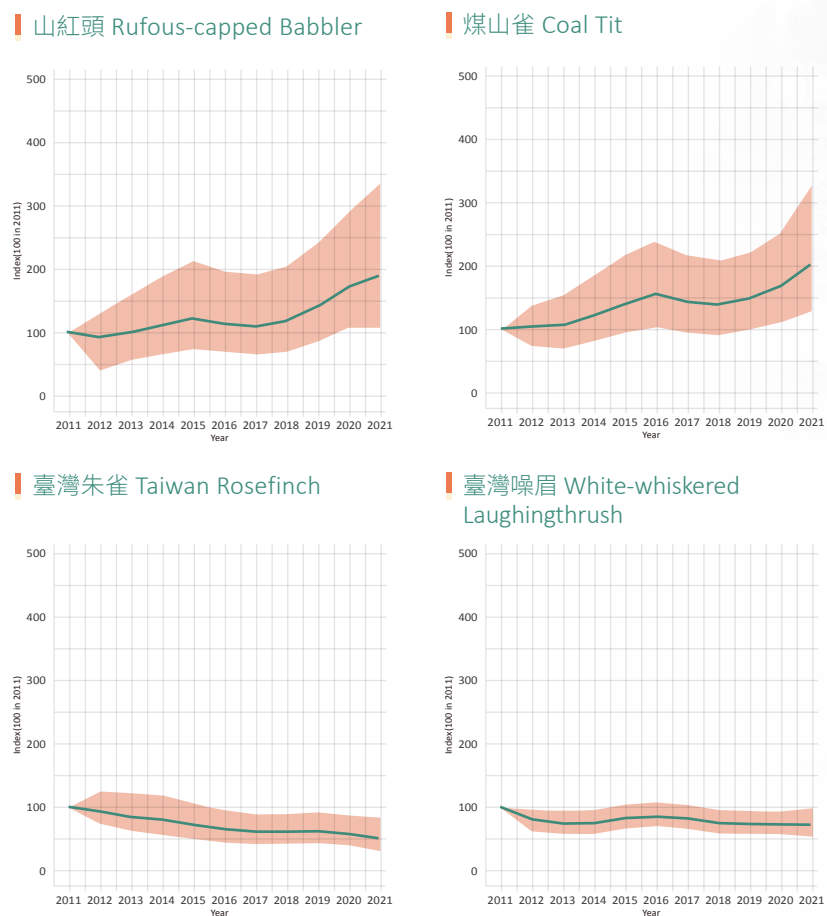 山紅頭 Rufous-capped Babbler
500
400
300
200
100
0
Index(100 in 2011)
2011 2012 2013 2014 2015 2016 2017 2018 2019 2020 2021
Year
煤山雀 Coal Tit
500
400
300
200
100
0
Index(100 in 2011)
2011 2012 2013 2014 2015 2016 2017 2018 2019 2020 2021
Year
臺灣朱雀 Taiwan Rosefinch
500
400
300
200
100
0
Index(100 in 2011)
2011 2012 2013 2014 2015 2016 2017 2018 2019 2020 2021
Year
臺灣噪眉 White-whiskered
Laughingthrush
500
400
300
200
100
0
Index(100 in 2011)
2011 2012 2013 2014 2015 2016 2017 2018 2019 2020 2021
Year